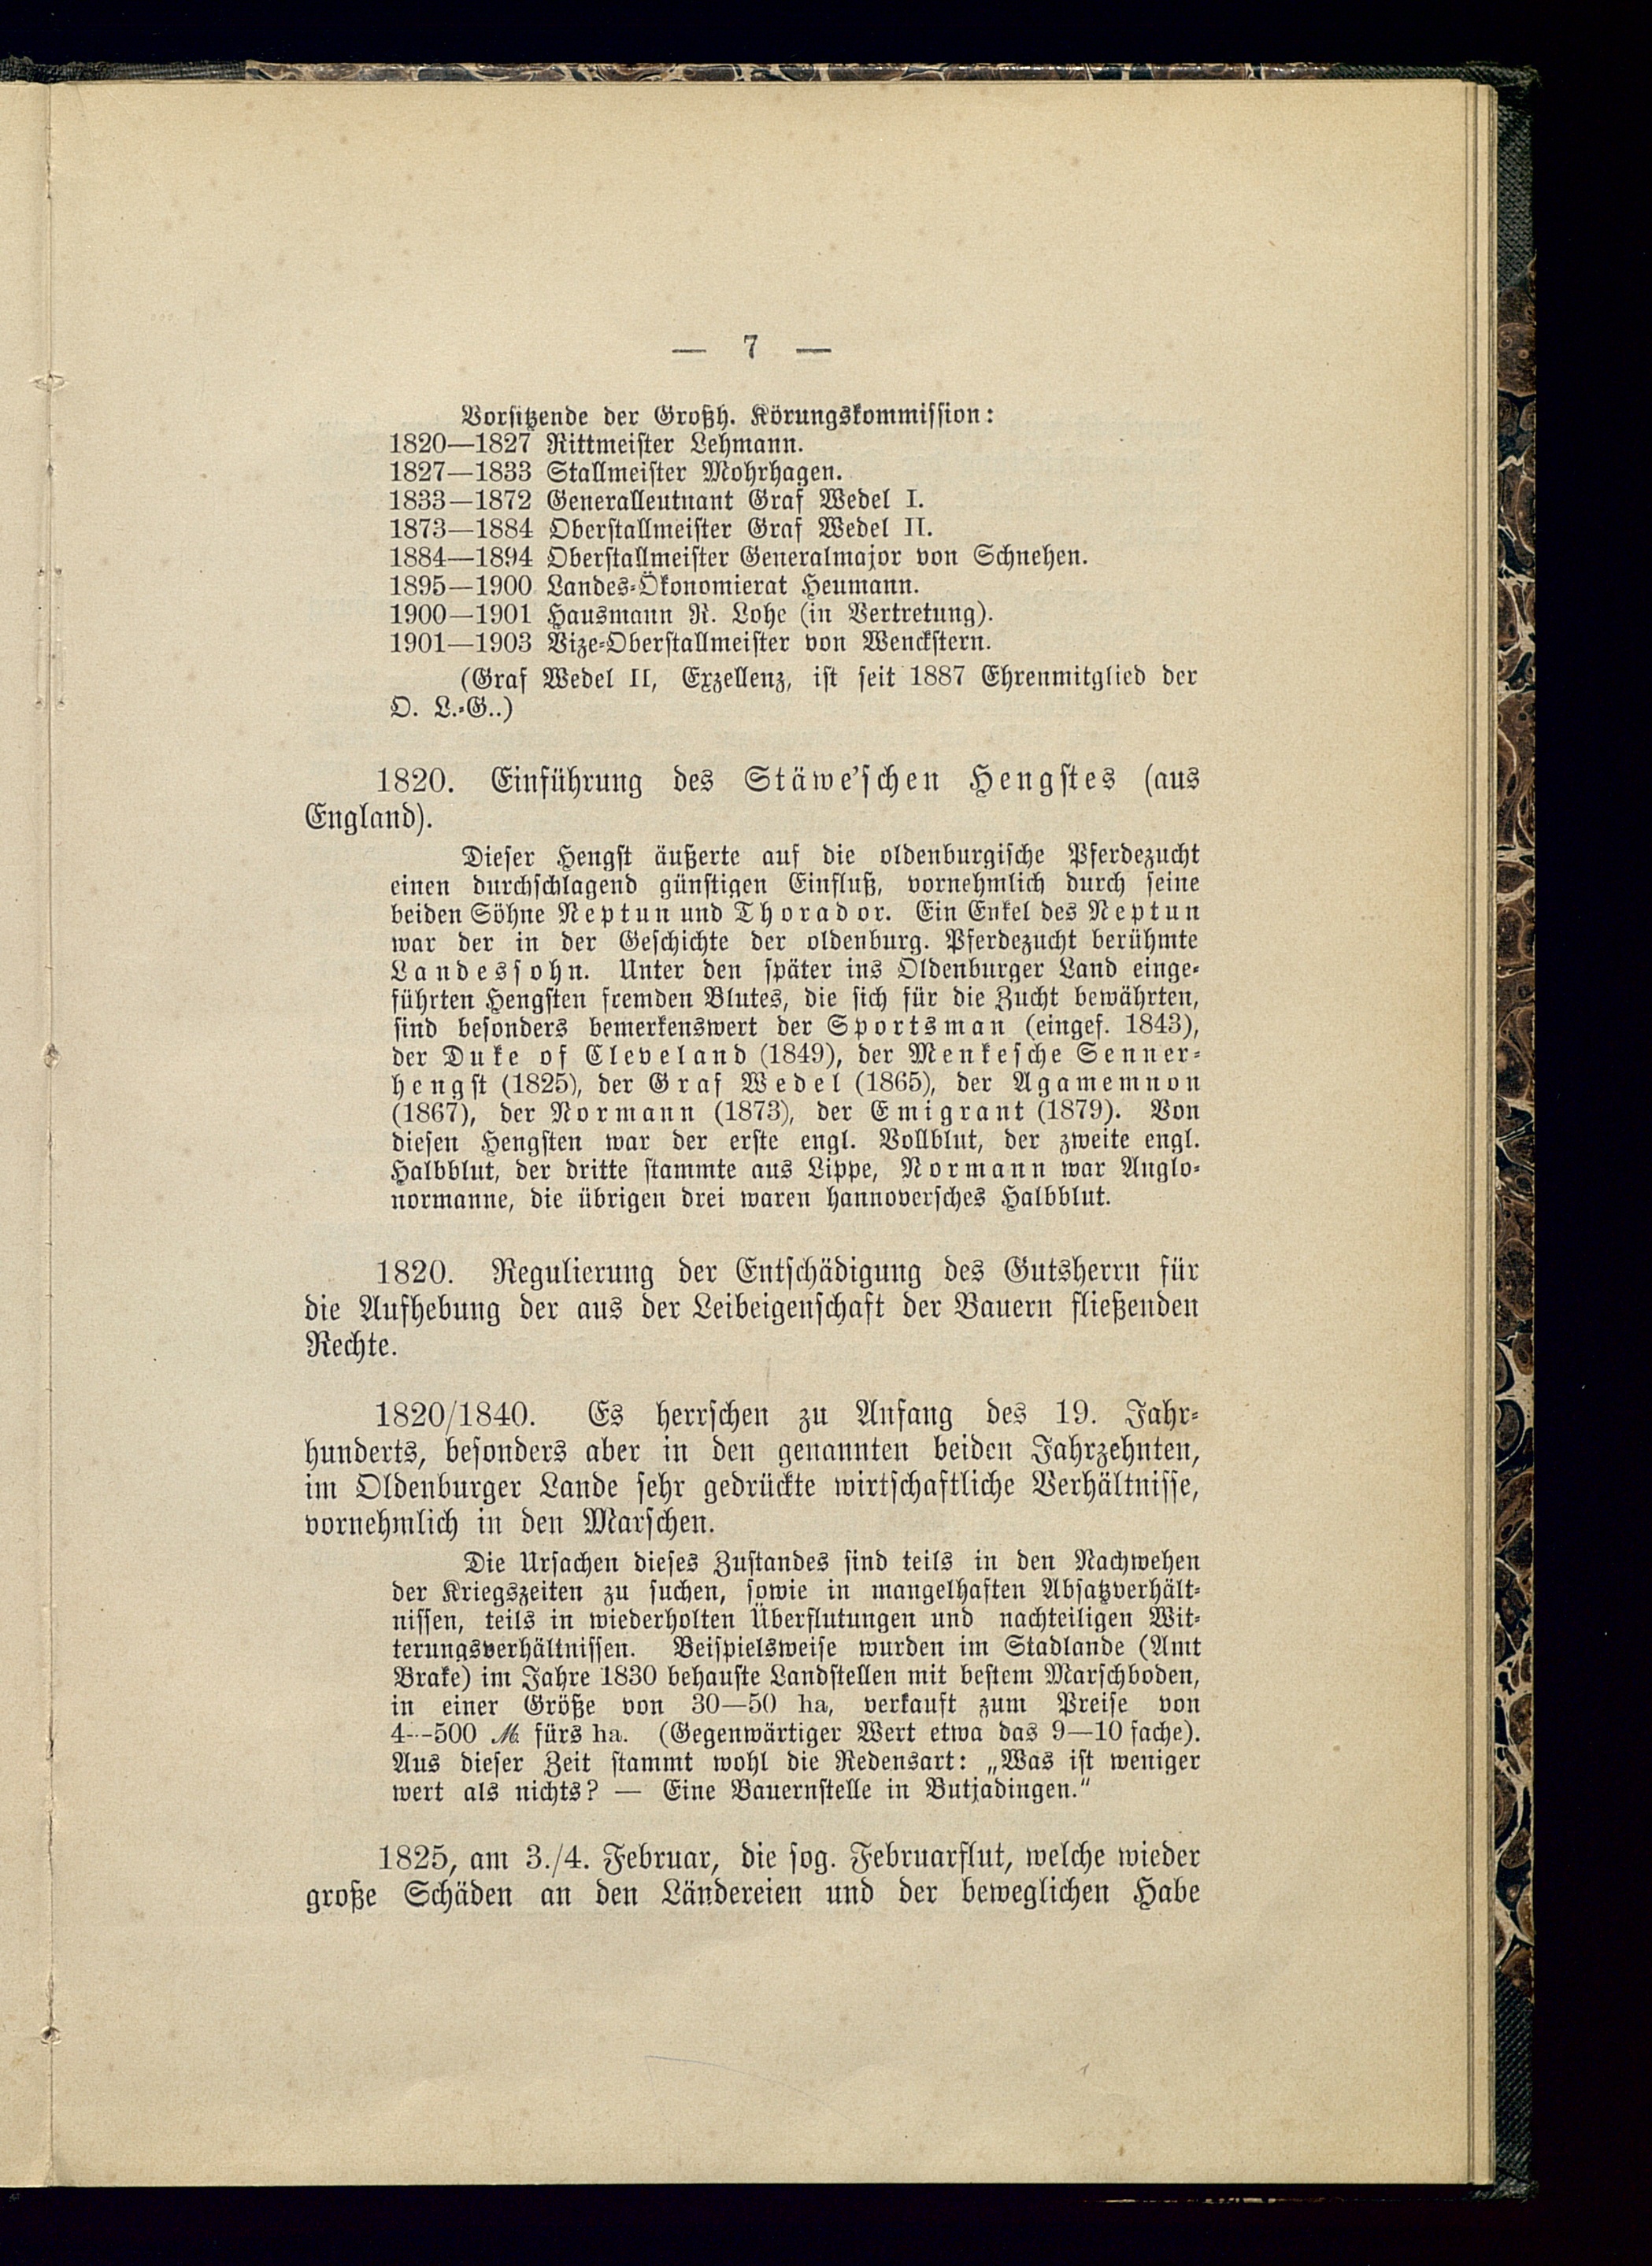 — 7 —
Vorsitzende der Großh. Körungskommission:
1820—1827 Rittmeister Lehmann.
1827—1833 Stallmeister Mohrhagen.
1833—1872 Generalleutnant Graf Wedel I.
1873—1884 Oberstallmeister Graf Wedel II.
1884—1894 Oberstallmeister Generalmajor von Schnehen.
1895—1900 Landes-Ökonomierat Heumann.
1900—1901 Hausmann R. Lohe (in Vertretung).
1901—1903 Vize-Oberstallmeister von Wenckstern.
(Graf Wedel II, Exzellenz, ist seit 1887 Ehrenmitglied der
O. L.-G..)
1820. Einführung des Stäwe'schen Hengstes (aus
England).
Dieser Hengst äußerte auf die oldenburgische Pferdezucht
einen durchschlagend günstigen Einfluß, vornehmlich durch seine
beiden Söhne Neptun und Thorador. Ein Enkel des Neptun
war der in der Geschichte der oldenburg. Pferdezucht berühmte
Landessohn. Unter den später ins Oldenburger Land einge-
führten Hengsten fremden Blutes, die sich für die Zucht bewährten,
sind besonders bemerkenswert der Sportsman (eingef. 1843),
der Duke of Cleveland (1849), der Menkesche Senner-
hengst (1825), der Graf Wedel (1865), der Agamemnon
(1867), der Normann (1873), der Emigrant (1879). Von
diesen Hengsten war der erste engl. Vollblut, der zweite engl.
Halbblut, der dritte stammte aus Lippe, Normann war Anglo-
normanne, die übrigen drei waren hannoversches Halbblut.
1820. Regulierung der Entschädigung des Gutsherrn für
die Aufhebung der aus der Leibeigenschaft der Bauern fließenden
Rechte.
1820/1840. Es herrschen zu Anfang des 19. Jahr-
hunderts, besonders aber in den genannten beiden Jahrzehnten,
im Oldenburger Lande sehr gedrückte wirtschaftliche Verhältnisse,
vornehmlich in den Marschen.
Die Ursachen dieses Zustandes sind teils in den Nachwehen
der Kriegszeiten zu suchen, sowie in mangelhaften Absatzverhält-
nissen, teils in wiederholten Überflutungen und nachteiligen Wit-
terungsverhältnissen. Beispielsweise wurden im Stadlande (Amt
Brake) im Jahre 1830 behauste Landstellen mit bestem Marschboden,
in einer Größe von 30—50 ha, verkauft zum Preise von
4—500 ℳ fürs ha. (Gegenwärtiger Wert etwa das 9—10 fache).
Aus dieser Zeit stammt wohl die Redensart: „Was ist weniger
wert als nichts? — Eine Bauernstelle in Butjadingen."
1825, am 3./4. Februar, die sog. Februarflut, welche wieder
große Schäden an den Ländereien und der beweglichen Habe